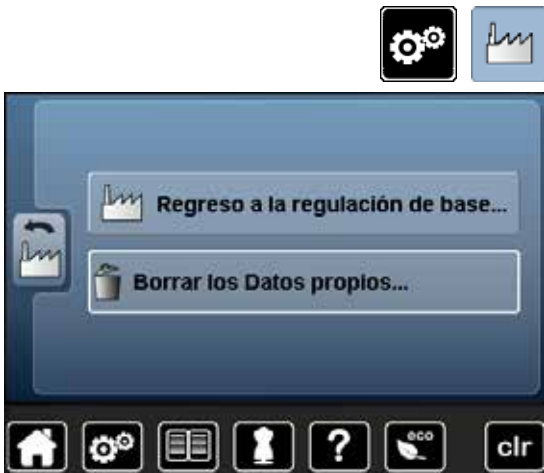 Regreso a la regulación de base...
Borrar los Datos propios...
?
eco
clr